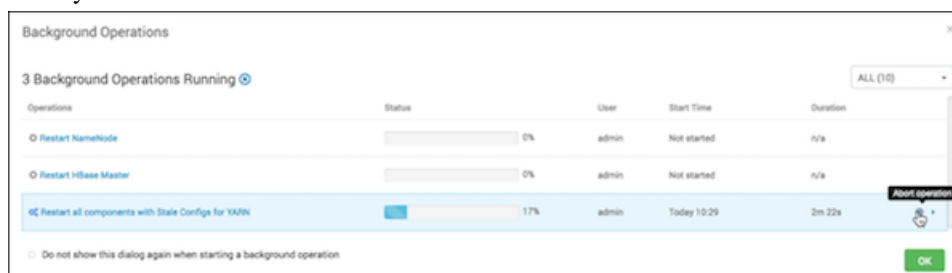 Background Operations
3 Background Operations Running
ALL (10)
Operations Status User Start Time Duration
Restart NameNode 0% admin Not started n/a
Restart HBase Master 0% admin Not started n/a
Abort operation
Restart all components with Stale Configs for YARN 17% admin Today 10:29 2m 22s
Do not show this dialog again when starting a background operation
OK